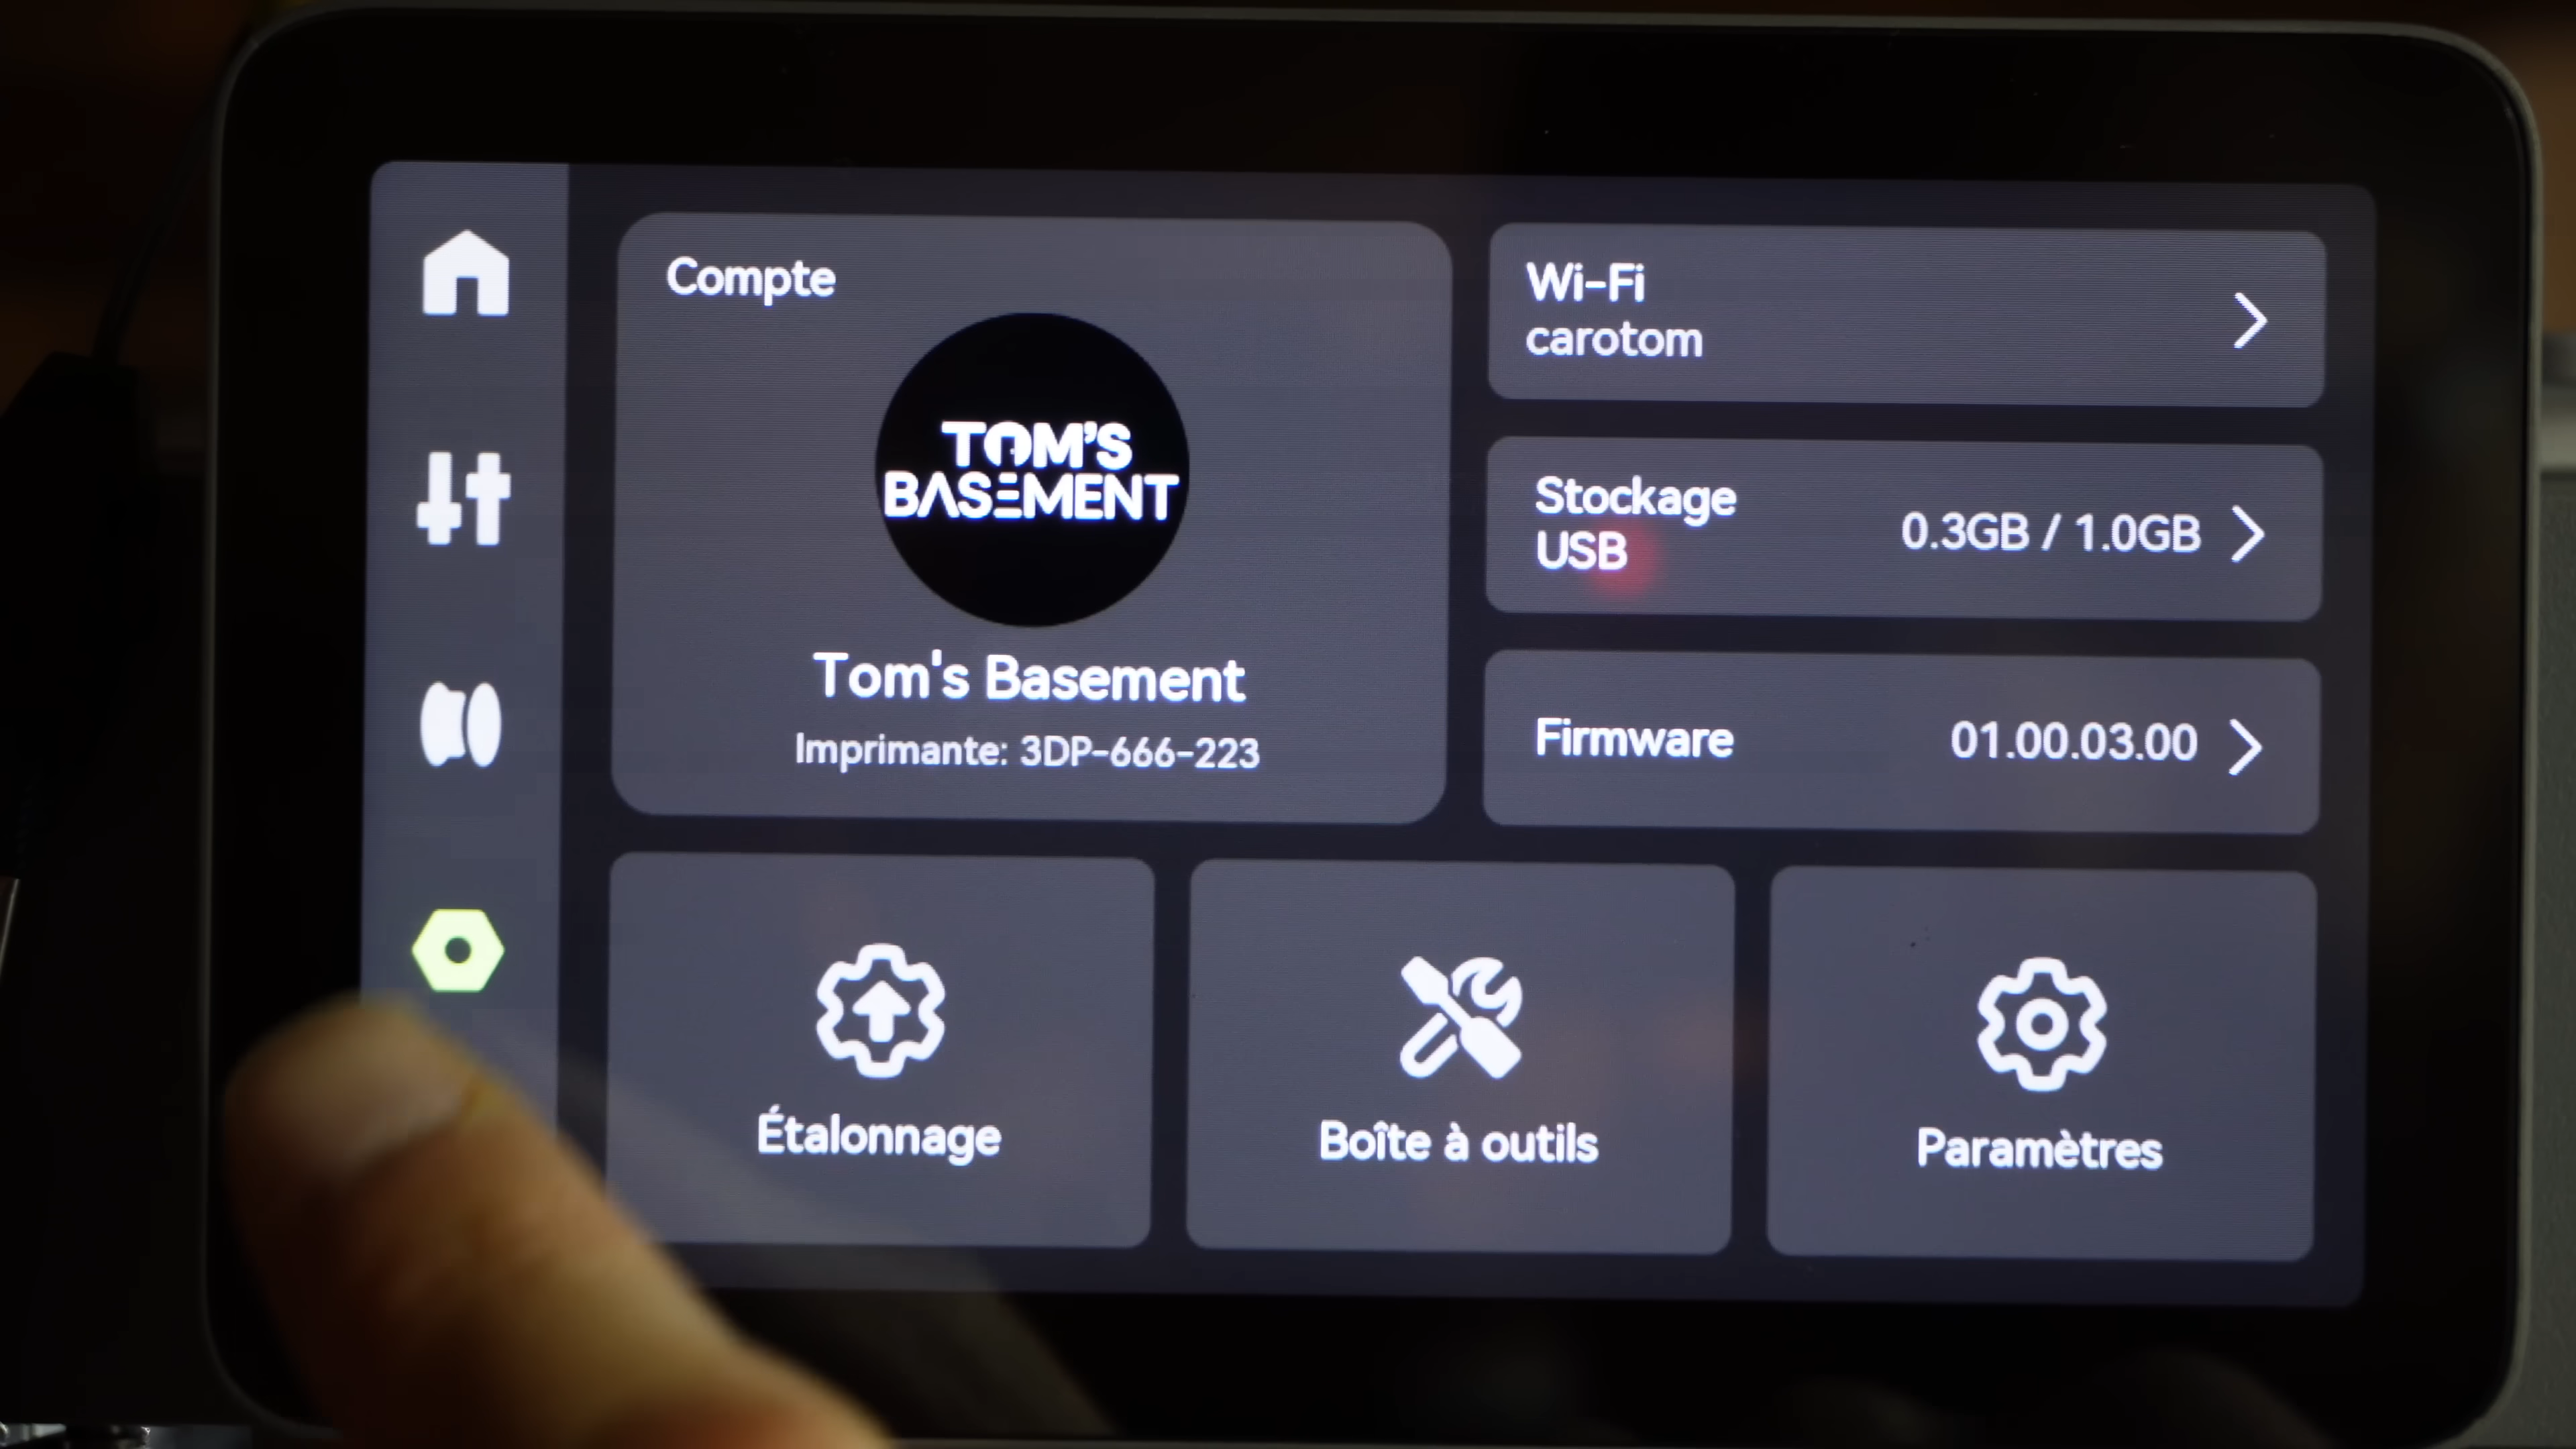 Compte
TOM'S
BASEMENT
Tom's Basement
Imprimante: 3DP-666-223
Wi-Fi
carotom
Stockage
USB
0.3GB / 1.0GB
Firmware
01.00.03.00
Étalonnage
Boîte à outils
Paramètres